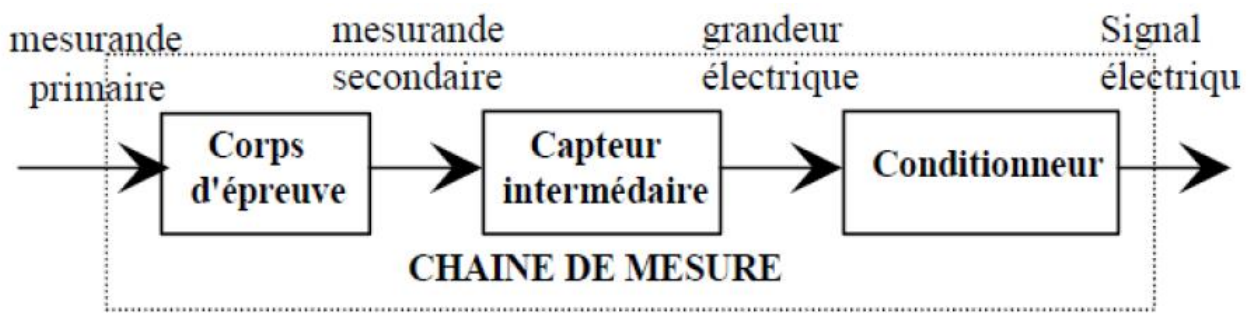 mesurande
primaire
mesurande
secondaire
grandeur
électrique
Signal
électriqu
Corps
d'épreuve
Capteur
intermédaire
Conditionneur
CHAINE DE MESURE